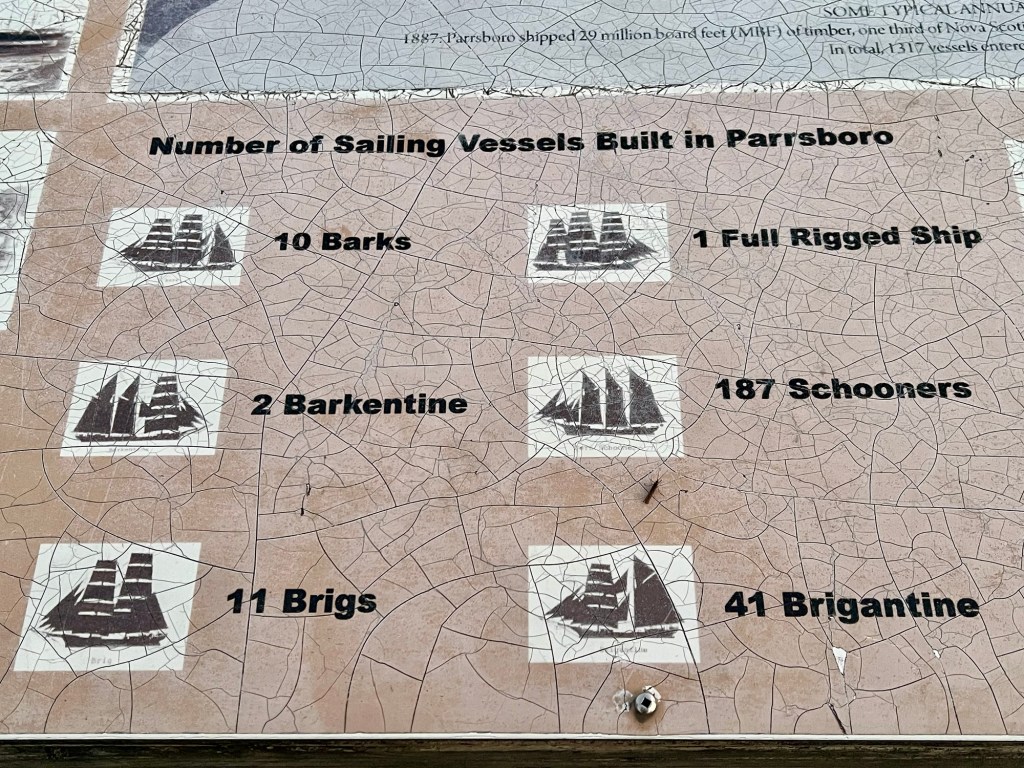 SOME TYPICAL ANNUA
1887: Parrsboro shipped 29 million board feet (MBF) of timber, one third of Nova Scot
In total, 1317 vessels entere
Number of Sailing Vessels Built in Parrsboro
10 Barks
1 Full Rigged Ship
2 Barkentine
187 Schooners
11 Brigs
41 Brigantine
Brig